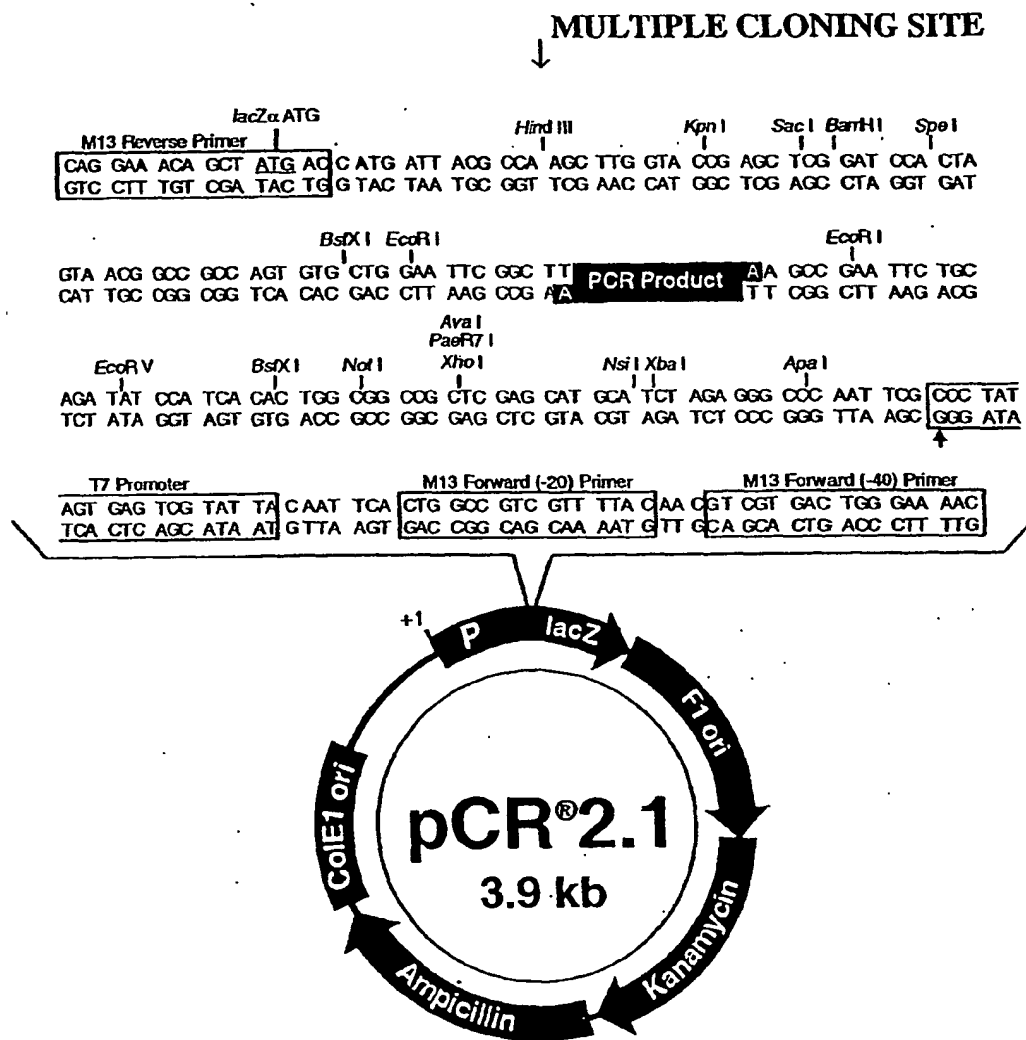 MULTIPLE CLONING SITE
lacZα ATG
M13 Reverse Primer
Hind III Kpn I Sac I BamH I Spe I
CAG GAA ACA GCT ATG AC C ATG ATT ACG CCA AGC TTG GTA CCG AGC TCG GAT CCA CTA
GTC CTT TGT CGA TAC TG G TAC TAA TGC GGT TCG AAC CAT GGC TCG AGC CTA GGT GAT
BstX I EcoR I EcoR I
GTA ACG GCC GCC AGT GTG CTG GAA TTC GGC TT PCR Product A A GCC GAA TTC TGC
CAT TGC CGG CGG TCA CAC GAC CTT AAG CCG AA T T CGG CTT AAG ACG
Ava I
PaeR7 I
EcoR V BstX I Not I Xho I Nsi I Xba I Apa I
AGA TAT CCA TCA CAC TGG CGG CCG CTC GAG CAT GCA TCT AGA GGG CCC AAT TCG CCC TAT
TCT ATA GGT AGT GTG ACC GCC GGC GAG CTC GTA CGT AGA TCT CCC GGG TTA AGC GGG ATA
T7 Promoter M13 Forward (-20) Primer M13 Forward (-40) Primer
AGT GAG TCG TAT TA C AAT TCA CTG GCC GTC GTT TTA C AA C GT CGT GAC TGG GAA AAC
TCA CTC AGC ATA AT G TTA AGT GAC CGG CAG CAA AAT G TT G CA GCA CTG ACC CTT TTG
+1
P
lacZ
F1 ori
Kanamycin
Ampicillin
ColE1 ori
pCR®2.1
3.9 kb